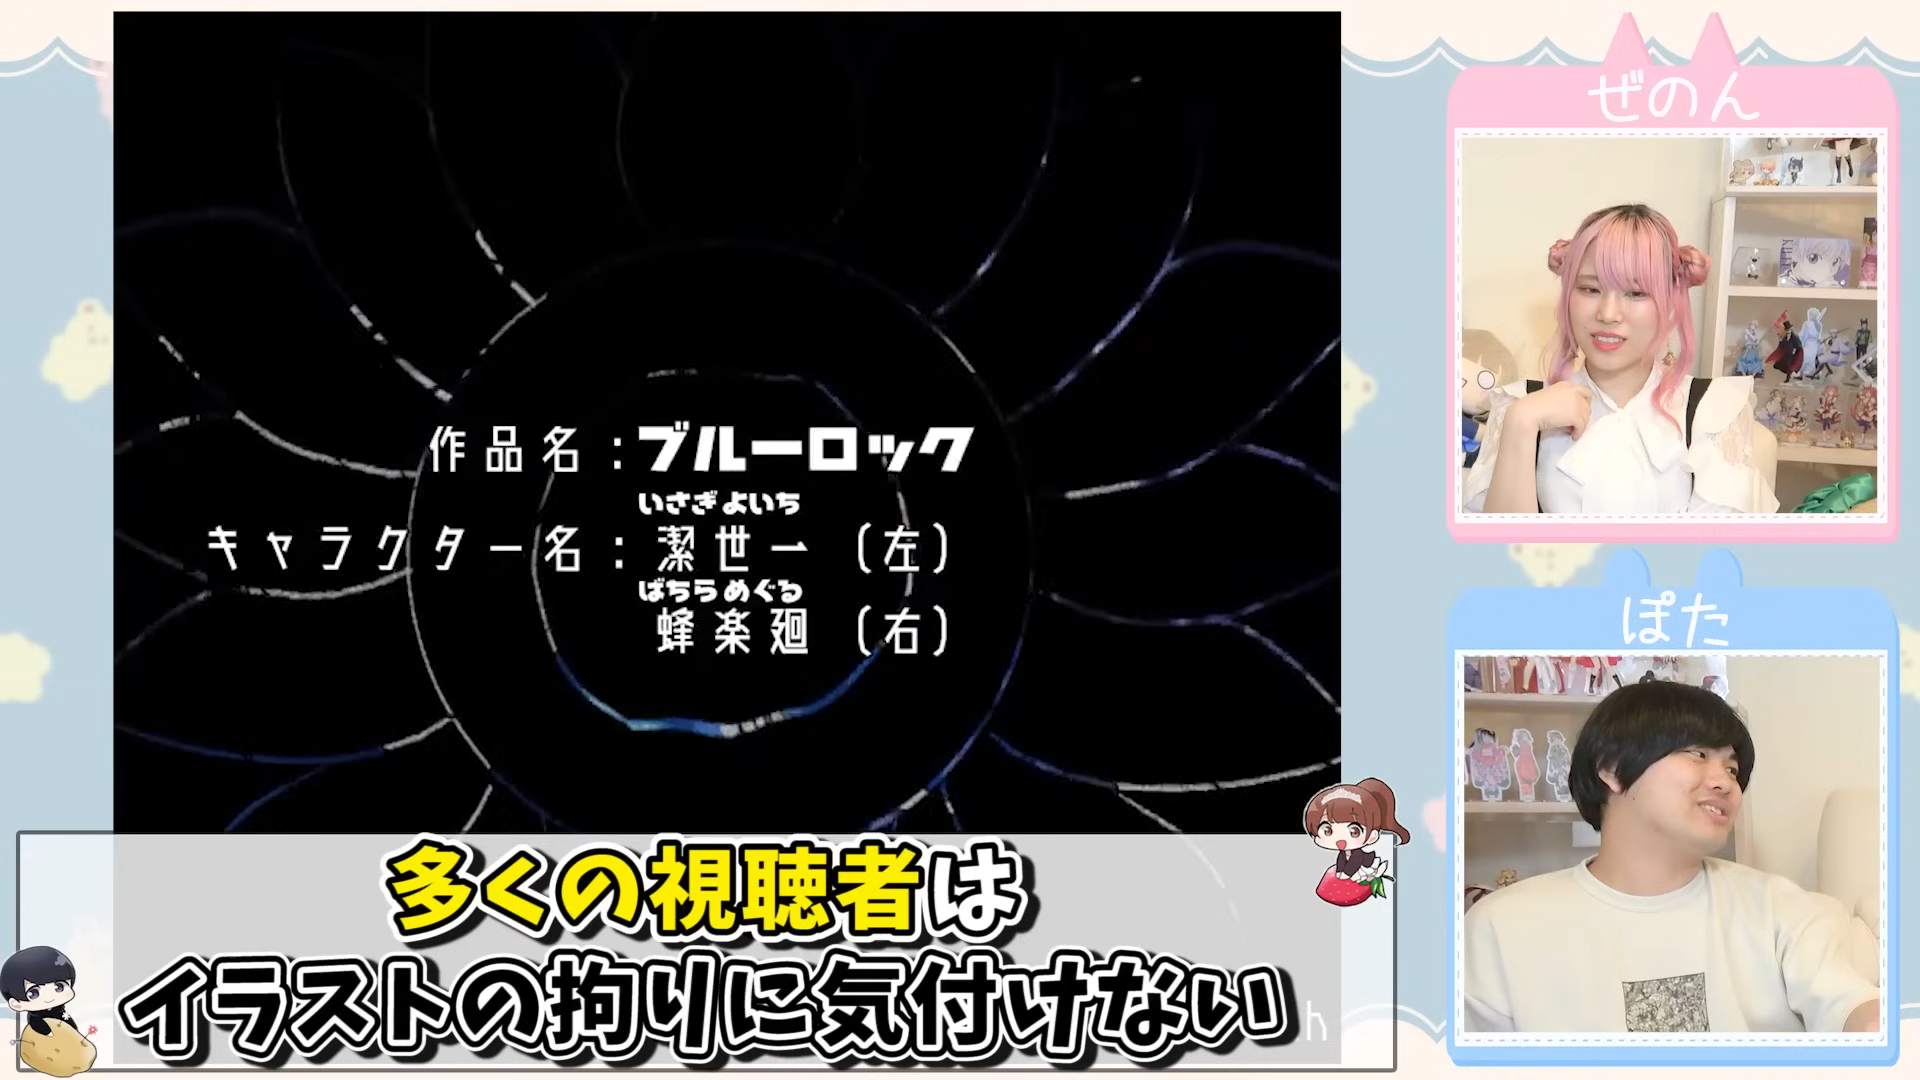 作品名：ブルーロック
いさぎよいち
キャラクター名：潔世一（左）
ばちらめぐる
蜂楽廻（右）
多くの視聴者は
イラストの拘りに気付けない
ぜのん
ぽた